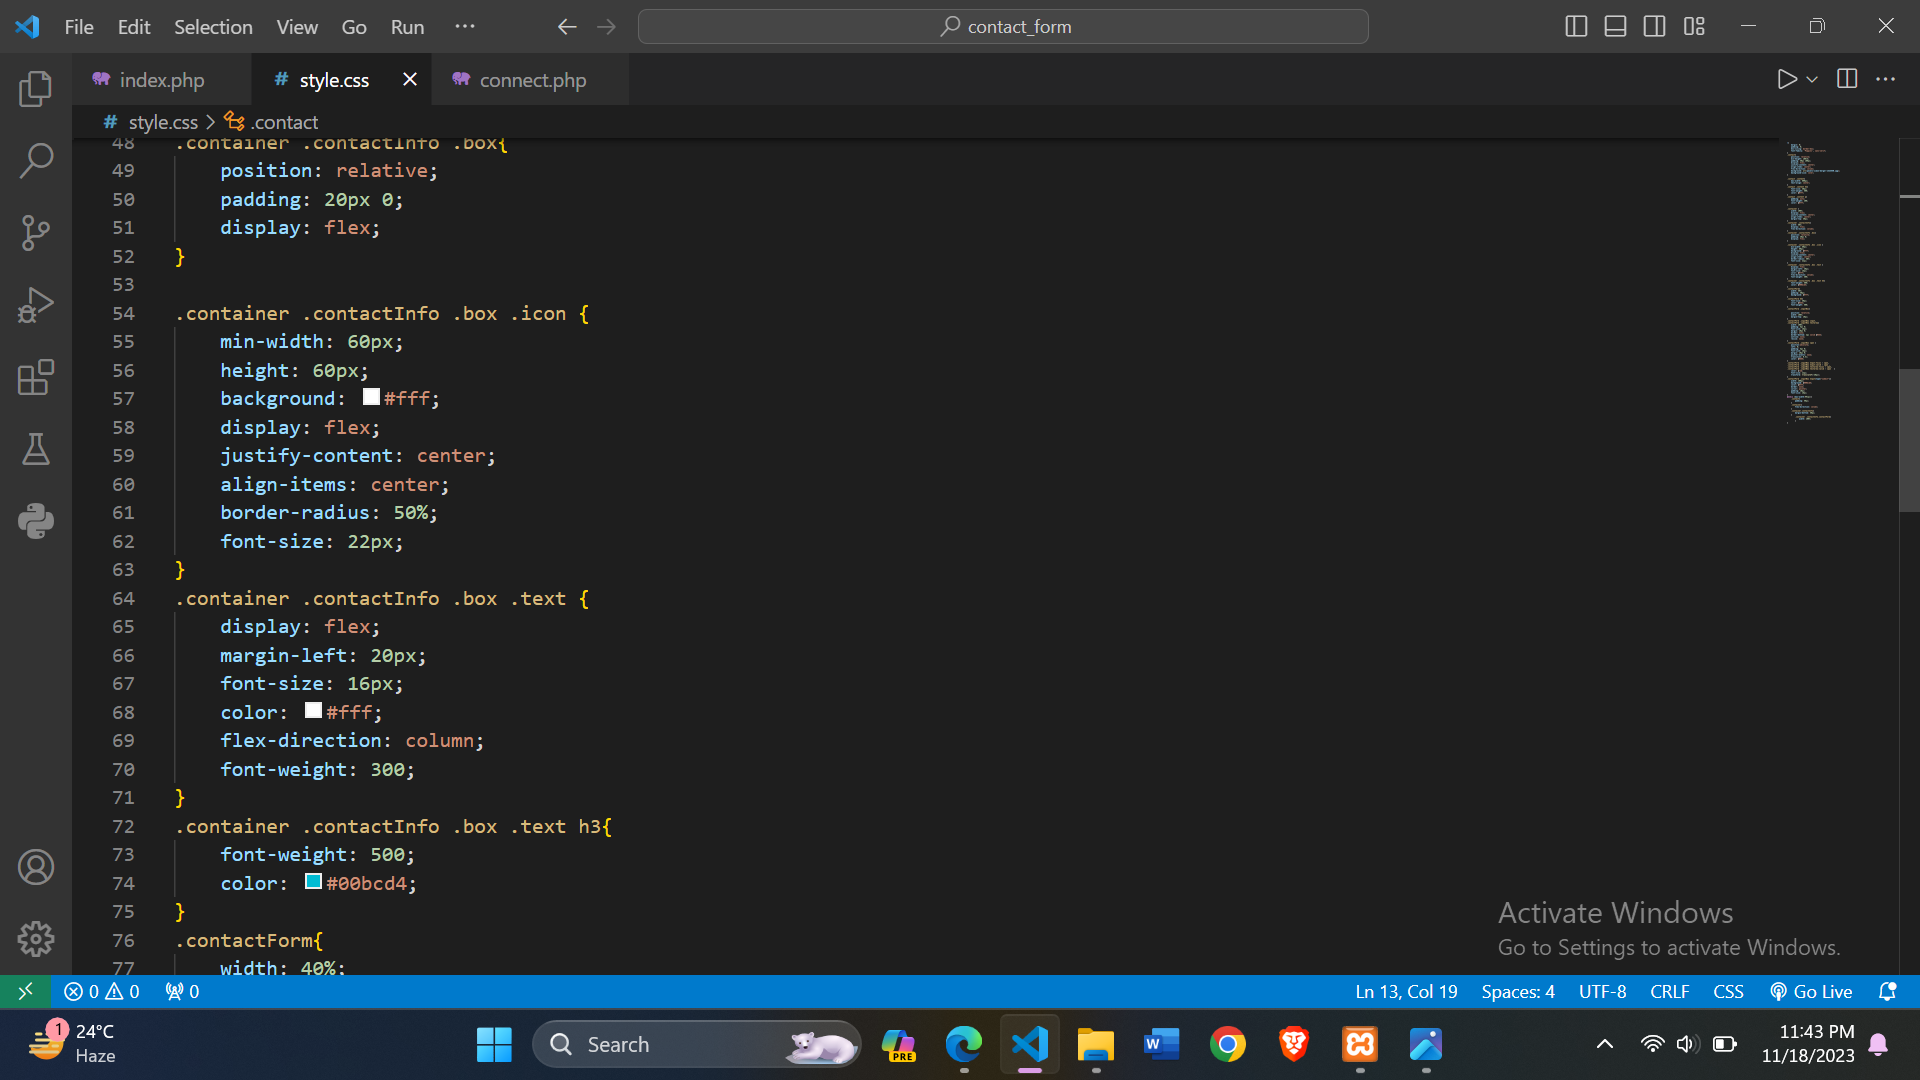 File Edit Selection View Go Run ···
contact_form
index.php
# style.css
connect.php
# style.css > .contact
48 .container .contactInfo .box{
49 position: relative;
50 padding: 20px 0;
51 display: flex;
52 }
53
54 .container .contactInfo .box .icon {
55 min-width: 60px;
56 height: 60px;
57 background: #fff;
58 display: flex;
59 justify-content: center;
60 align-items: center;
61 border-radius: 50%;
62 font-size: 22px;
63 }
64 .container .contactInfo .box .text {
65 display: flex;
66 margin-left: 20px;
67 font-size: 16px;
68 color: #fff;
69 flex-direction: column;
70 font-weight: 300;
71 }
72 .container .contactInfo .box .text h3{
73 font-weight: 500;
74 color: #00bcd4;
75 }
76 .contactForm{
77 width: 40%;
Activate Windows
Go to Settings to activate Windows.
0 0 0
Ln 13, Col 19 Spaces: 4 UTF-8 CRLF CSS Go Live
1
24°C
Haze
Search
PRE
W
11:43 PM
11/18/2023